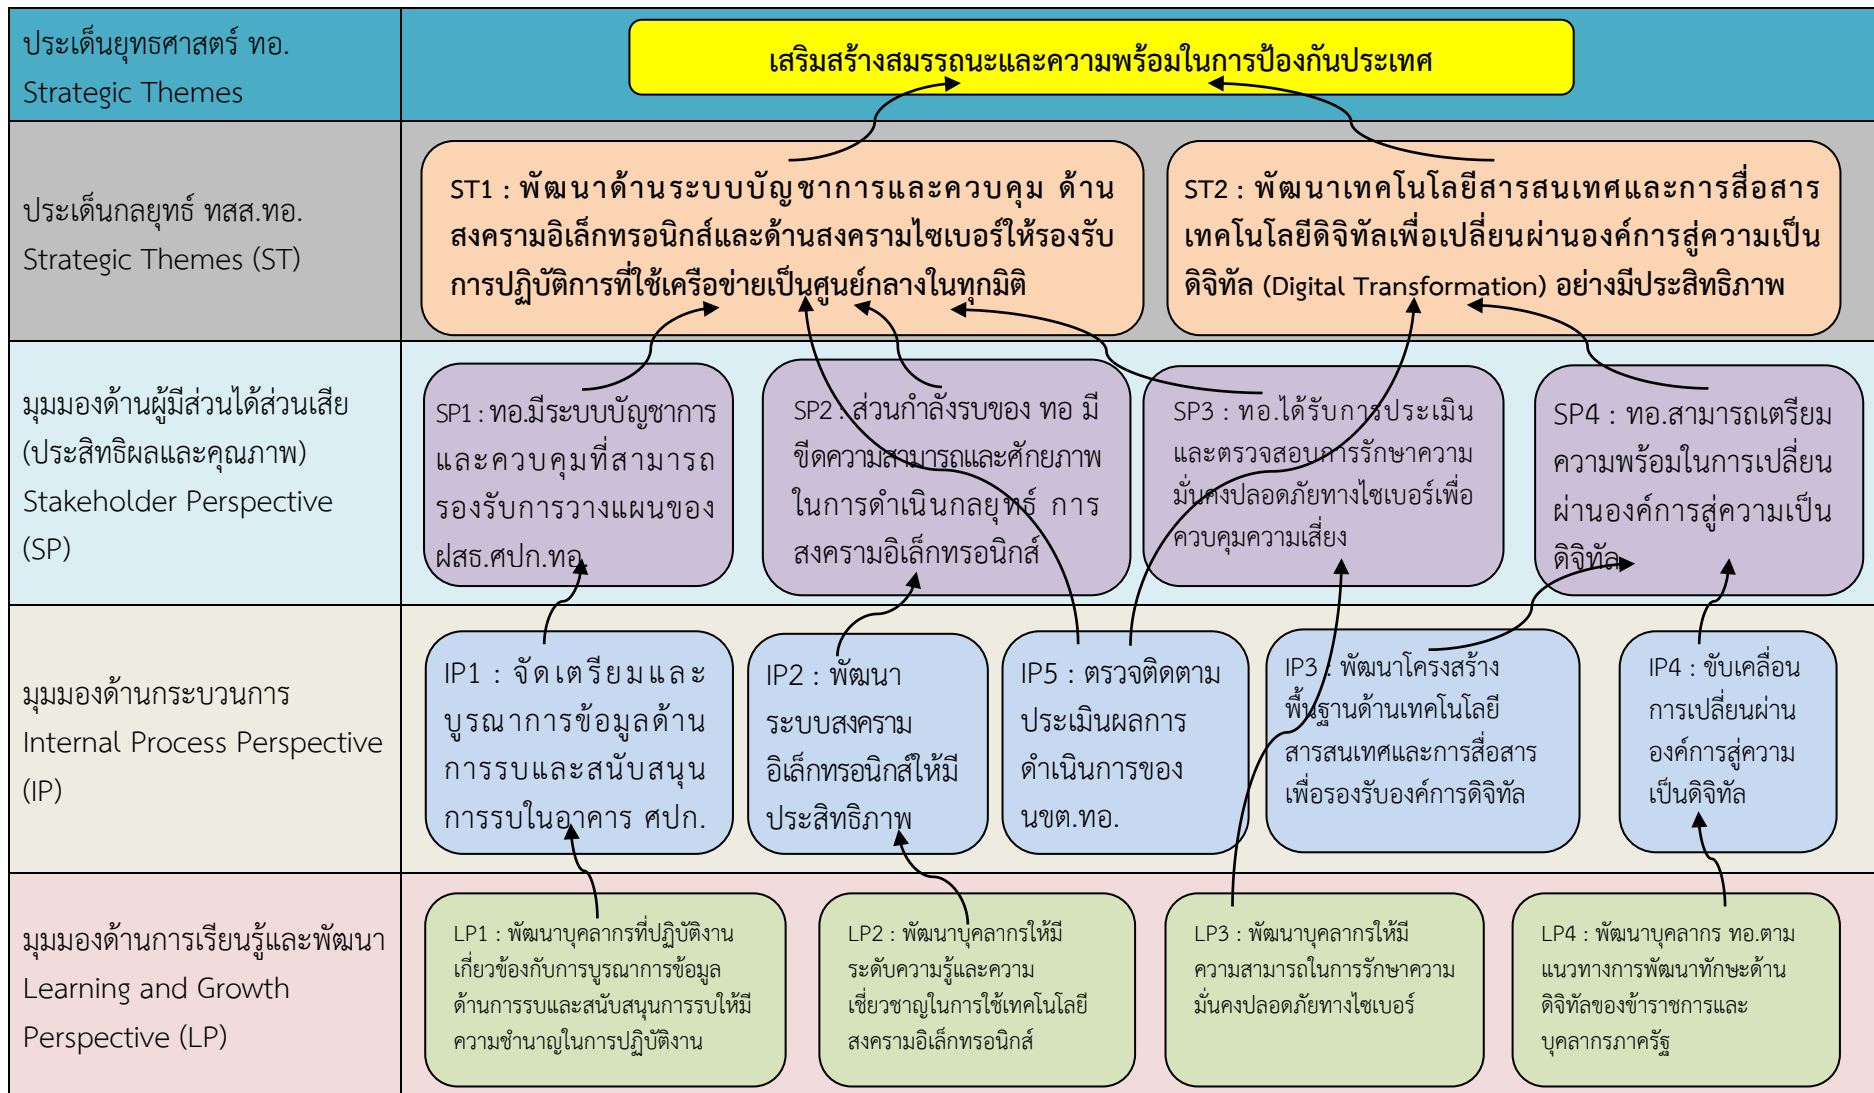 ประเด็นยุทธศาสตร์ ทอ.
Strategic Themes
เสริมสร้างสมรรถนะและความพร้อมในการป้องกันประเทศ
ประเด็นกลยุทธ์ ทสส.ทอ.
Strategic Themes (ST)
ST1 : พัฒนาด้านระบบบัญชาการและควบคุม ด้าน
สงครามอิเล็กทรอนิกส์และด้านสงครามไซเบอร์ให้รองรับ
การปฏิบัติการที่ใช้เครือข่ายเป็นศูนย์กลางในทุกมิติ
ST2 : พัฒนาเทคโนโลยีสารสนเทศและการสื่อสาร
เทคโนโลยีดิจิทัลเพื่อเปลี่ยนผ่านองค์การสู่ความเป็น
ดิจิทัล (Digital Transformation) อย่างมีประสิทธิภาพ
มุมมองด้านผู้มีส่วนได้ส่วนเสีย
(ประสิทธิผลและคุณภาพ)
Stakeholder Perspective
(SP)
SP1 : ทอ.มีระบบบัญชาการ
และควบคุมที่สามารถ
รองรับการวางแผนของ
ฝสธ.ศปก.ทอ.
SP2 : ส่วนกำลังรบของ ทอ มี
ขีดความสามารถและศักยภาพ
ในการดำเนินกลยุทธ์ การ
สงครามอิเล็กทรอนิกส์
SP3 : ทอ.ได้รับการประเมิน
และตรวจสอบการรักษาความ
มั่นคงปลอดภัยทางไซเบอร์เพื่อ
ควบคุมความเสี่ยง
SP4 : ทอ.สามารถเตรียม
ความพร้อมในการเปลี่ยน
ผ่านองค์การสู่ความเป็น
ดิจิทัล
มุมมองด้านกระบวนการ
Internal Process Perspective
(IP)
IP1 : จัดเตรียมและ
บูรณาการข้อมูลด้าน
การรบและสนับสนุน
การรบในอาคาร ศปก.
IP2 : พัฒนา
ระบบสงคราม
อิเล็กทรอนิกส์ให้มี
ประสิทธิภาพ
IP5 : ตรวจติดตาม
ประเมินผลการ
ดำเนินการของ
นขต.ทอ.
IP3 : พัฒนาโครงสร้าง
พื้นฐานด้านเทคโนโลยี
สารสนเทศและการสื่อสาร
เพื่อรองรับองค์การดิจิทัล
IP4 : ขับเคลื่อน
การเปลี่ยนผ่าน
องค์การสู่ความ
เป็นดิจิทัล
มุมมองด้านการเรียนรู้และพัฒนา
Learning and Growth
Perspective (LP)
LP1 : พัฒนาบุคลากรที่ปฏิบัติงาน
เกี่ยวข้องกับการบูรณาการข้อมูล
ด้านการรบและสนับสนุนการรบให้มี
ความชำนาญในการปฏิบัติงาน
LP2 : พัฒนาบุคลากรให้มี
ระดับความรู้และความ
เชี่ยวชาญในการใช้เทคโนโลยี
สงครามอิเล็กทรอนิกส์
LP3 : พัฒนาบุคลากรให้มี
ความสามารถในการรักษาความ
มั่นคงปลอดภัยทางไซเบอร์
LP4 : พัฒนาบุคลากร ทอ.ตาม
แนวทางการพัฒนาทักษะด้าน
ดิจิทัลของข้าราชการและ
บุคลากรภาครัฐ